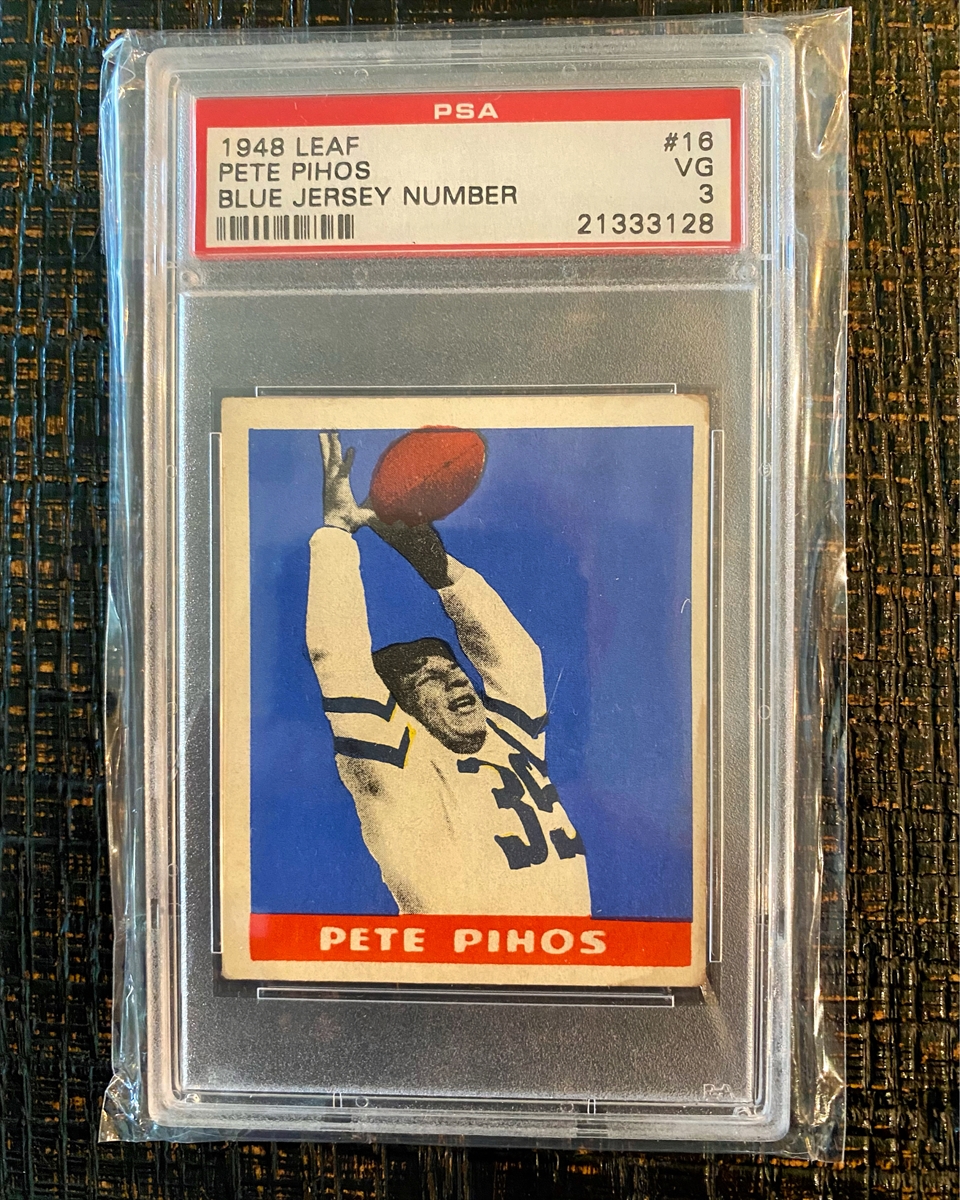 PSA
1948 LEAF #16
PETE PIHOS VG
BLUE JERSEY NUMBER 3
21333128
35
PETE PIHOS